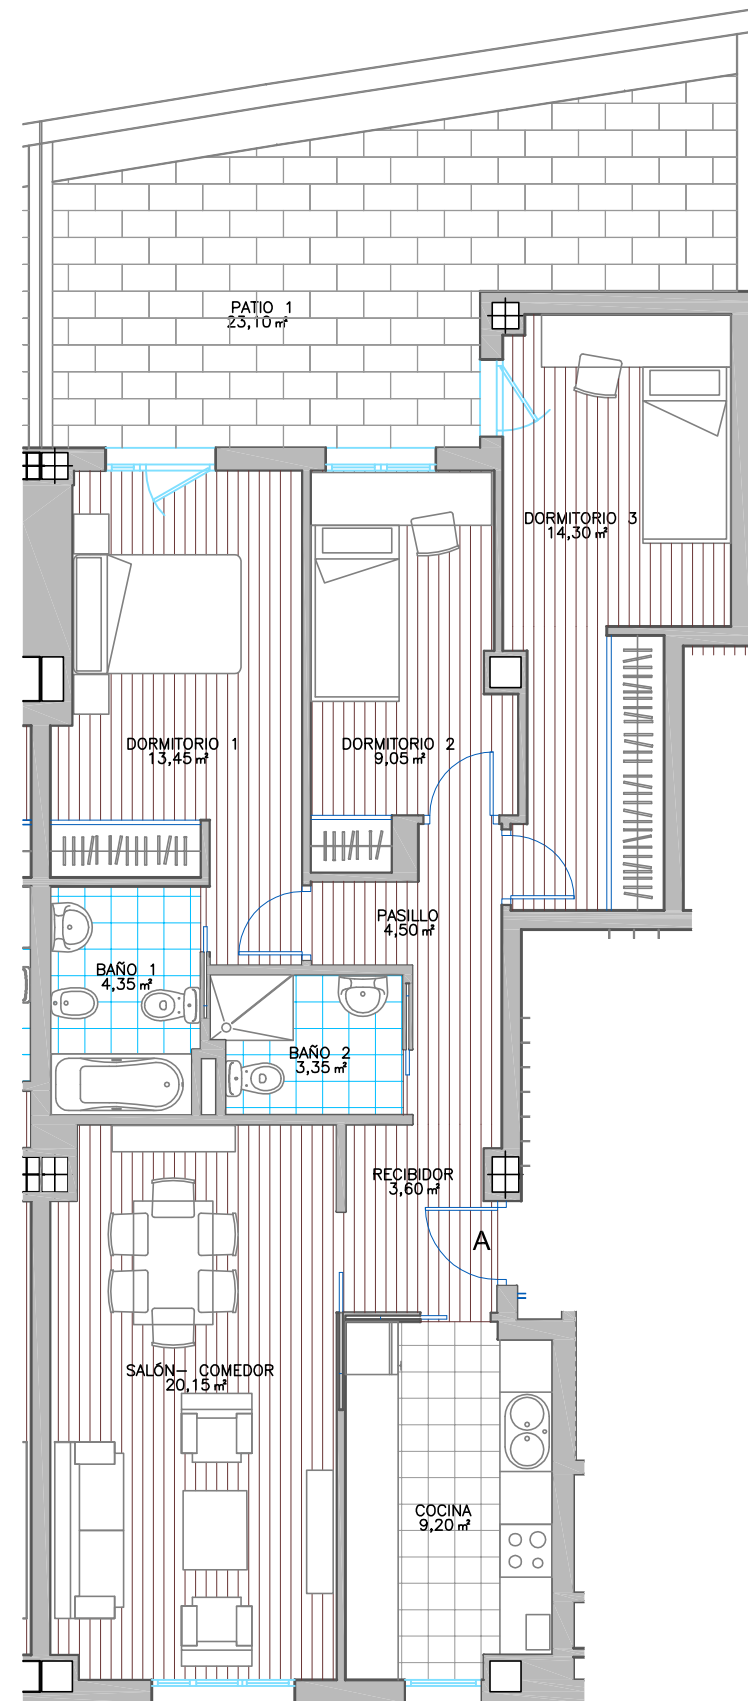 PATIO 1
23,10 m²
DORMITORIO 3
14,30 m²
DORMITORIO 1
13,45 m²
DORMITORIO 2
9,05 m²
PASILLO
4,50 m²
BAÑO 1
4,35 m²
BAÑO 2
3,35 m²
RECIBIDOR
3,60 m²
A
SALÓN- COMEDOR
20,15 m²
COCINA
9,20 m²